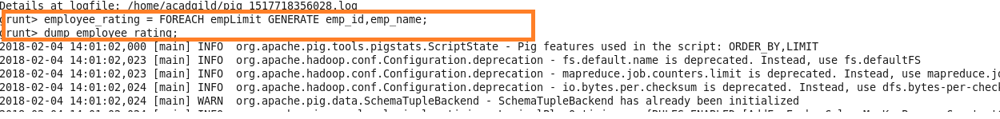 Details at logfile: /home/acadgild/pig_1517718356028.log
grunt> employee_rating = FOREACH empLimit GENERATE emp_id,emp_name;
grunt> dump employee_rating;
2018-02-04 14:01:02,000 [main] INFO  org.apache.pig.tools.pigstats.ScriptState - Pig features used in the script: ORDER_BY,LIMIT
2018-02-04 14:01:02,023 [main] INFO  org.apache.hadoop.conf.Configuration.deprecation - fs.default.name is deprecated. Instead, use fs.defaultFS
2018-02-04 14:01:02,023 [main] INFO  org.apache.hadoop.conf.Configuration.deprecation - mapreduce.job.counters.limit is deprecated. Instead, use mapreduce.jo
2018-02-04 14:01:02,024 [main] INFO  org.apache.hadoop.conf.Configuration.deprecation - io.bytes.per.checksum is deprecated. Instead, use dfs.bytes-per-check
2018-02-04 14:01:02,024 [main] WARN  org.apache.pig.data.SchemaTupleBackend - SchemaTupleBackend has already been initialized